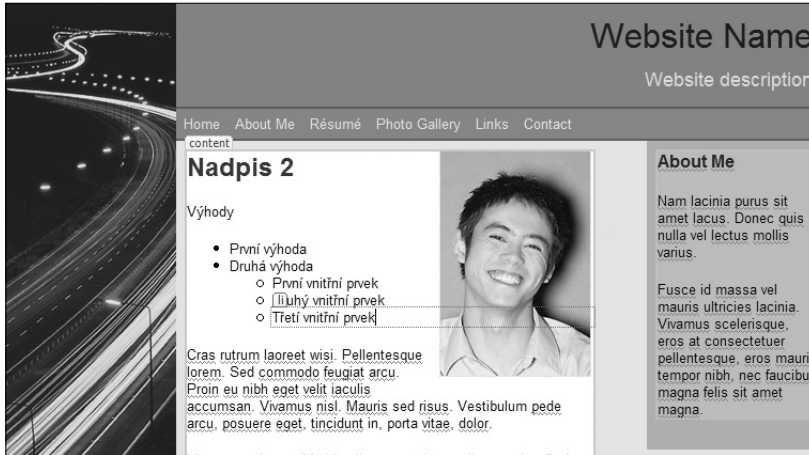 Website Name
Website description
Home About Me Résumé Photo Gallery Links Contact
content
Nadpis 2
Výhody
První výhoda
Druhá výhoda
První vnitřní prvek
li uhý vnitřní prvek
Třetí vnitřní prvek
Cras rutrum laoreet wisi. Pellentesque
lorem. Sed commodo feugiat arcu.
Proin eu nibh eget velit iaculis
accumsan. Vivamus nisl. Mauris sed risus. Vestibulum pede
arcu, posuere eget, tincidunt in, porta vitae, dolor.
About Me
Nam lacinia purus sit
amet lacus. Donec quis
nulla vel lectus mollis
varius.
Fusce id massa vel
mauris ultricies lacinia.
Vivamus scelerisque,
eros at consectetuer
pellentesque, eros mauri
tempor nibh, nec faucibu
magna felis sit amet
magna.